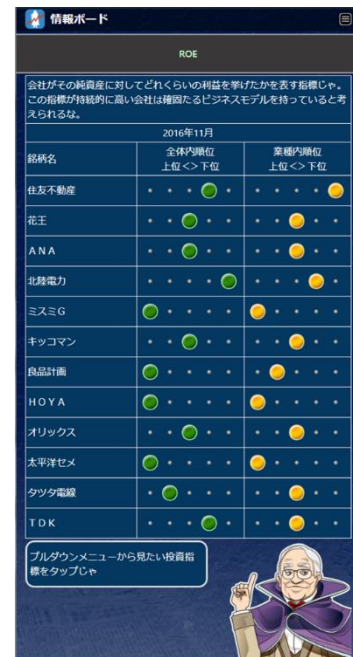 情報ボード
ROE
会社がその純資産に対してどれくらいの利益を挙げたかを表す指標じゃ。
この指標が持続的に高い会社は確固たるビジネスモデルを持っていると考
えられるな。
2016年11月
銘柄名 全体内順位 業種内順位
上位<>下位 上位<>下位
住友不動産
花王
ANA
北陸電力
ミスミG
キッコマン
良品計画
HOYA
オリックス
太平洋セメ
タツタ電線
TDK
プルダウンメニューから見たい投資指
標をタップじゃ